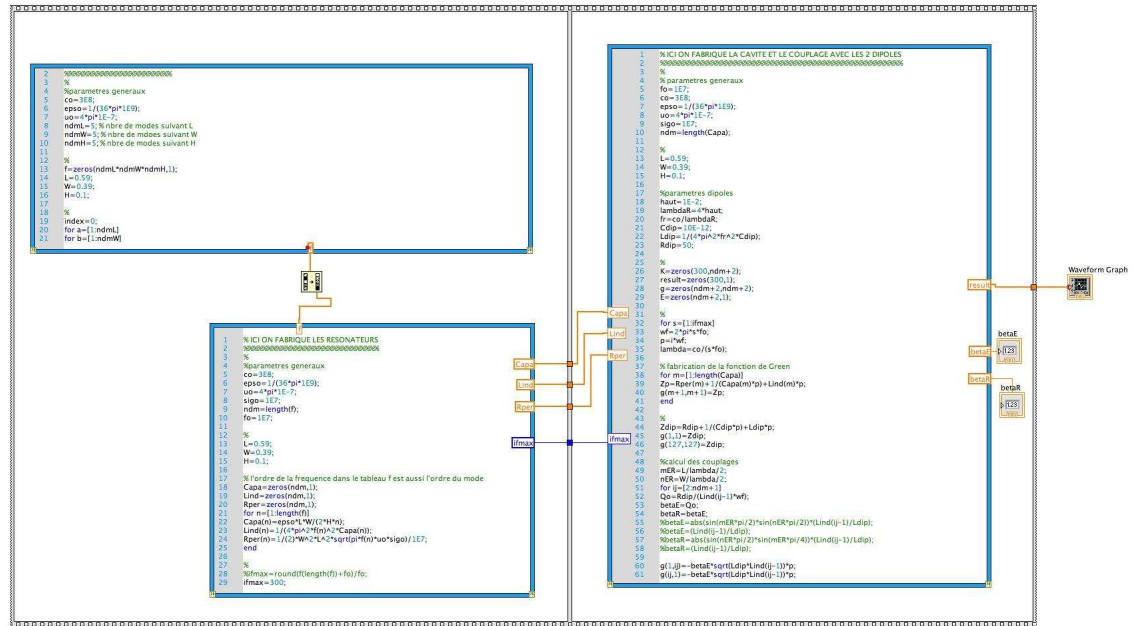 2 %%%%%%%%%%%%%%%%%%%%%%%
3 %
4 %parametres generaux
5 co=3E8;
6 epso=1/(36*pi*1E9);
7 uo=4*pi*1E-7;
8 ndmL=5; % nbre de modes suivant L
9 ndmW=5; % nbre de mdoes suivant W
10 ndmH=5; % nbre de modes suivant H
11
12 %
13 f=zeros(ndmL*ndmW*ndmH,1);
14 L=0.59;
15 W=0.39;
16 H=0.1;
17
18 %
19 index=0;
20 for a=[1:ndmL]
21 for b=[1:ndmW]
f
f
1 % ICI ON FABRIQUE LES RESONATEURS
2 %%%%%%%%%%%%%%%%%%%%%%%%%%%%
3 %
4 %parametres generaux
5 co=3E8;
6 epso=1/(36*pi*1E9);
7 uo=4*pi*1E-7;
8 sigo=1E7;
9 ndm=length(f);
10 fo=1E7;
11
12 %
13 L=0.59;
14 W=0.39;
15 H=0.1;
16
17 % l'ordre de la frequence dans le tableau f est aussi l'ordre du mode
18 Capa=zeros(ndm,1);
19 Lind=zeros(ndm,1);
20 Rper=zeros(ndm,1);
21 for n=[1:length(f)]
22 Capa(n)=epso*L*W/(2*H*n);
23 Lind(n)=1/(4*pi^2*f(n)^2*Capa(n));
24 Rper(n)=1/(2)*W^2*L^2*sqrt(pi*f(n)*uo*sigo)/1E7;
25 end
26
27 %
28 %ifmax=round(f(length(f))+fo)/fo;
29 ifmax=300;
Capa
Lind
Rper
ifmax
Capa
Lind
Rper
ifmax
1 % ICI ON FABRIQUE LA CAVITE ET LE COUPLAGE AVEC LES 2 DIPOLES
2 %%%%%%%%%%%%%%%%%%%%%%%%%%%%%%%%%%%%%%%%%%%%%%%%%%%
3 %
4 % parametres generaux
5 fo=1E7;
6 co=3E8;
7 epso=1/(36*pi*1E9);
8 uo=4*pi*1E-7;
9 sigo=1E7;
10 ndm=length(Capa);
11
12 %
13 L=0.59;
14 W=0.39;
15 H=0.1;
16
17 %parametres dipoles
18 haut=1E-2;
19 lambdaR=4*haut;
20 fr=co/lambdaR;
21 Cdip=10E-12;
22 Ldip=1/(4*pi^2*fr^2*Cdip);
23 Rdip=50;
24
25 %
26 K=zeros(300,ndm+2);
27 result=zeros(300,1);
28 g=zeros(ndm+2,ndm+2);
29 E=zeros(ndm+2,1);
30
31 %
32 for s=[1:ifmax]
33 wf=2*pi*s*fo;
34 p=i*wf;
35 lambda=co/(s*fo);
36
37 % fabrication de la fonction de Green
38 for m=[1:length(Capa)]
39 Zp=Rper(m)+1/(Capa(m)*p)+Lind(m)*p;
40 g(m+1,m+1)=Zp;
41 end
42
43 %
44 Zdip=Rdip+1/(Cdip*p)+Ldip*p;
45 g(1,1)=Zdip;
46 g(127,127)=Zdip;
47
48 %calcul des couplages
49 mER=L/lambda/2;
50 nER=W/lambda/2;
51 for ij=[2:ndm+1]
52 Qo=Rdip/(Lind(ij-1)*wf);
53 betaE=Qo;
54 betaR=betaE;
55 %betaE=abs(sin(mER*pi/2)*sin(nER*pi/2))*(Lind(ij-1)/Ldip);
56 %betaE=(Lind(ij-1)/Ldip);
57 %betaR=abs(sin(nER*pi/2)*sin(mER*pi/4))*(Lind(ij-1)/Ldip);
58 %betaR=(Lind(ij-1)/Ldip);
59
60 g(1,ij)=-betaE*sqrt(Ldip*Lind(ij-1))*p;
61 g(ij,1)=-betaE*sqrt(Ldip*Lind(ij-1))*p;
result
betaE
betaR
Waveform Graph
betaE
1.23
betaR
1.23